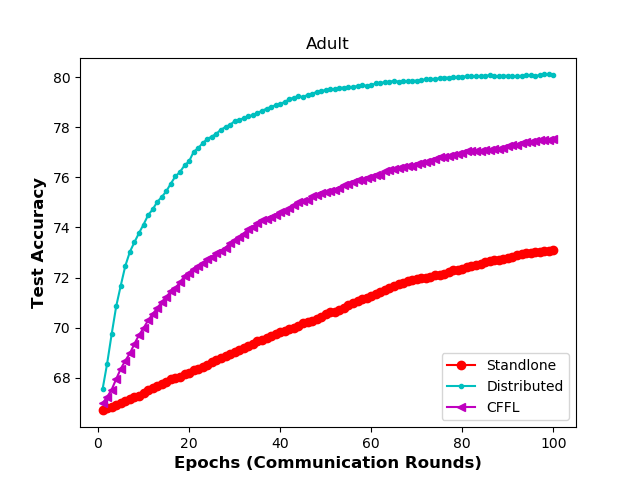 Adult
Test Accuracy
80
78
76
74
72
70
68
0
20
40
60
80
100
Epochs (Communication Rounds)
Standlone
Distributed
CFFL